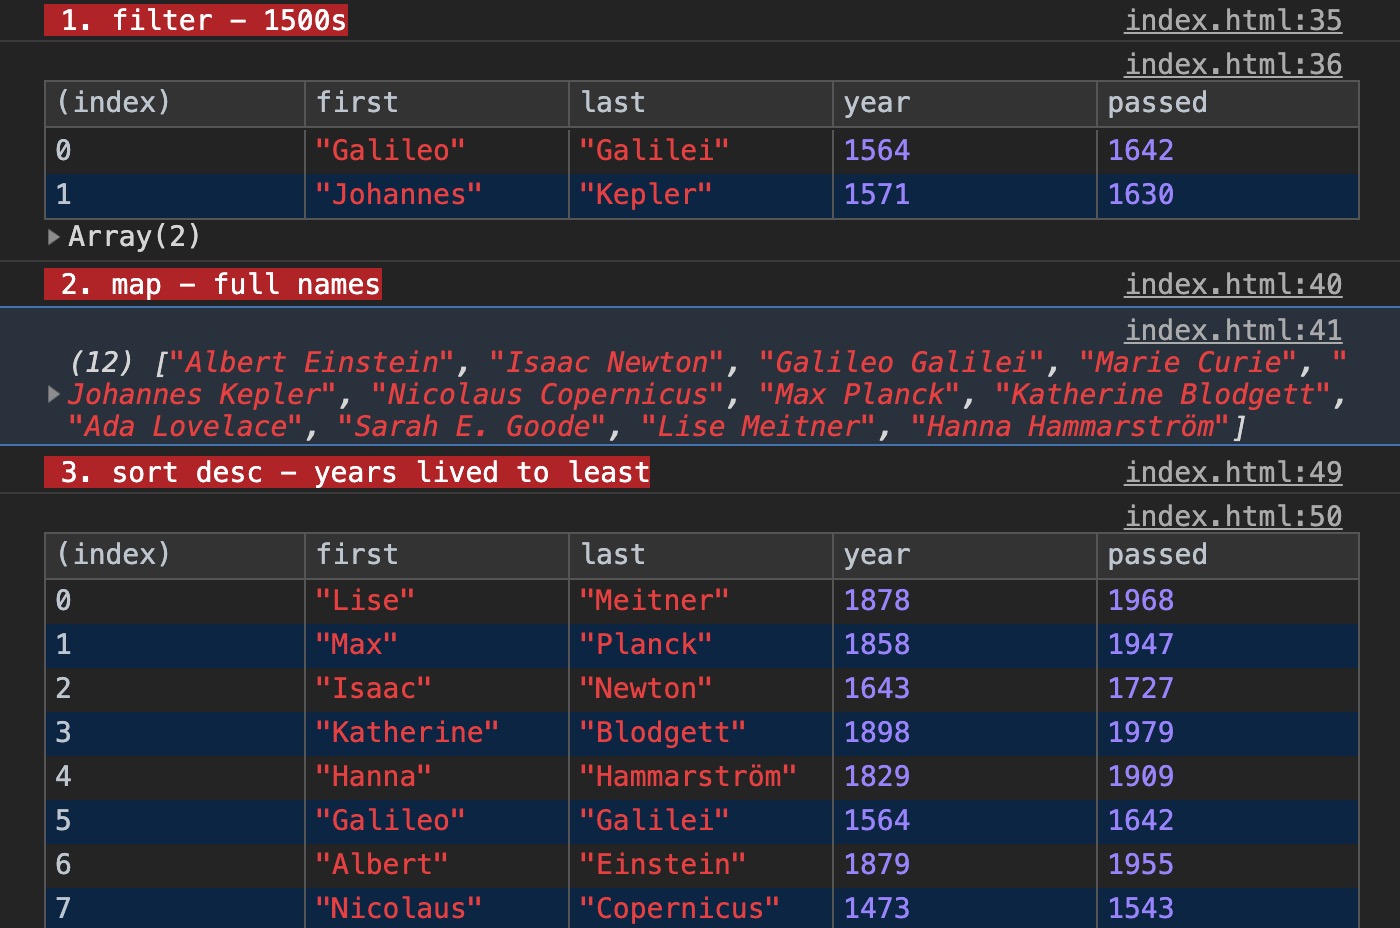 1. filter – 1500s index.html:35
index.html:36
(index) first last year passed
0 "Galileo" "Galilei" 1564 1642
1 "Johannes" "Kepler" 1571 1630
Array(2)
2. map – full names index.html:40
index.html:41
(12) ["Albert Einstein", "Isaac Newton", "Galileo Galilei", "Marie Curie", "
Johannes Kepler", "Nicolaus Copernicus", "Max Planck", "Katherine Blodgett",
"Ada Lovelace", "Sarah E. Goode", "Lise Meitner", "Hanna Hammarström"]
3. sort desc – years lived to least index.html:49
index.html:50
(index) first last year passed
0 "Lise" "Meitner" 1878 1968
1 "Max" "Planck" 1858 1947
2 "Isaac" "Newton" 1643 1727
3 "Katherine" "Blodgett" 1898 1979
4 "Hanna" "Hammarström" 1829 1909
5 "Galileo" "Galilei" 1564 1642
6 "Albert" "Einstein" 1879 1955
7 "Nicolaus" "Copernicus" 1473 1543